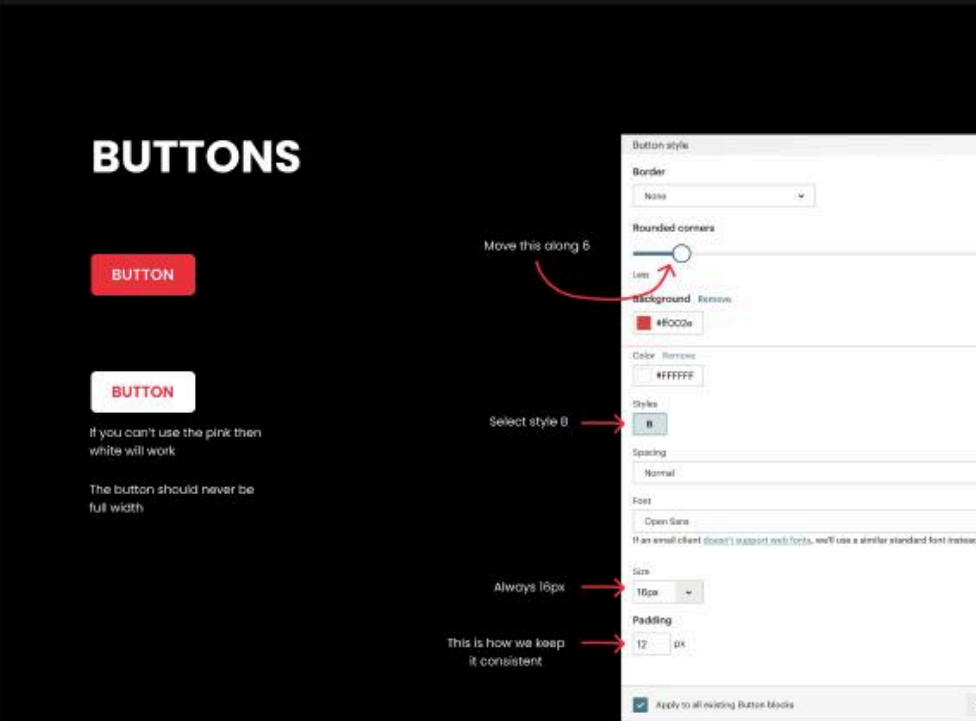 BUTTONS
BUTTON
BUTTON
If you can't use the pink then
white will work
The button should never be
full width
Move this along 6
Select style B
Always 16px
This is how we keep
it consistent
Button style
Border
None
Rounded corners
Less
Background Remove
#ff002e
Color Remove
#FFFFFF
Styles
B
Spacing
Normal
Font
Open Sans
If an email client doesn't support web fonts, we'll use a similar standard font instead
Size
16px
Padding
12 px
Apply to all existing Button blocks